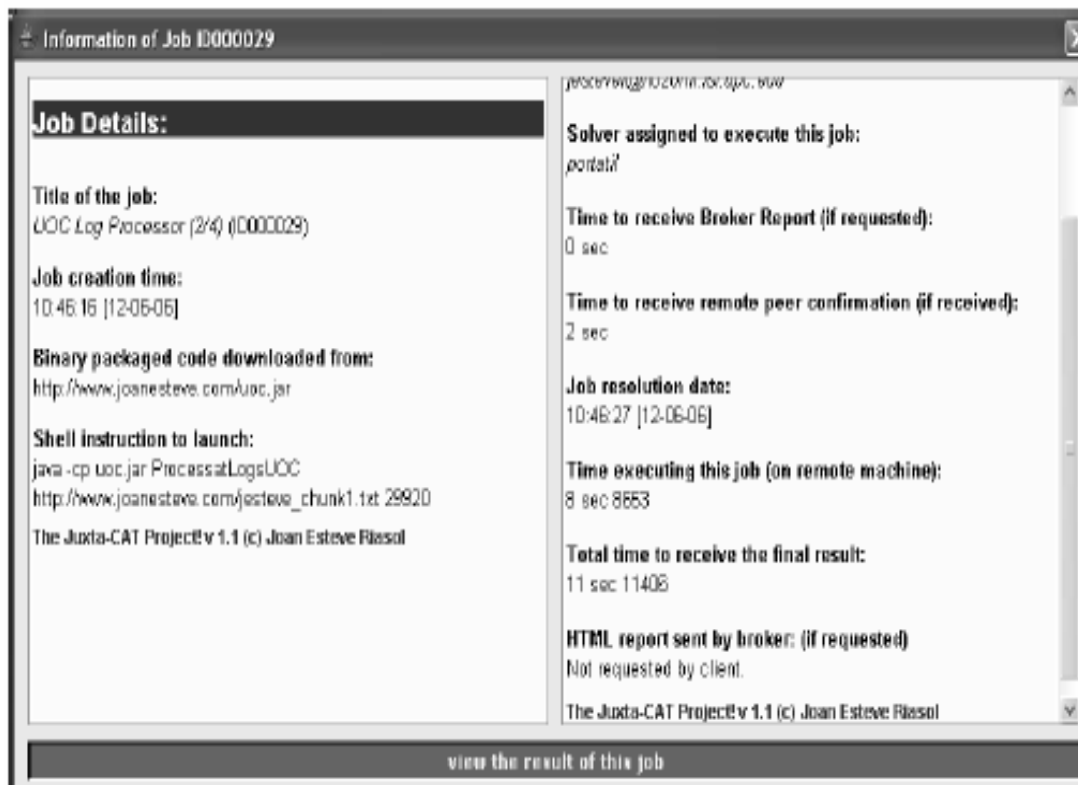 Information of Job ID000029
Job Details:
Title of the job:
UOC Log Processor (2/4) (ID000029)
Job creation time:
10:46:16 [12-06-06]
Binary packaged code downloaded from:
http://www.joanesteve.com/uoc.jar
Shell instruction to launch:
java -cp uoc.jar ProcessatLogsUOC
http://www.joanesteve.com/jesteve_chunk1.txt 29920
The Juxta-CAT Project! v 1.1 (c) Joan Esteve Riasol
Solver assigned to execute this job:
portatil
Time to receive Broker Report (if requested):
0 sec
Time to receive remote peer confirmation (if received):
2 sec
Job resolution date:
10:46:27 [12-06-06]
Time executing this job (on remote machine):
8 sec 8653
Total time to receive the final result:
11 sec 11406
HTML report sent by broker: (if requested)
Not requested by client.
The Juxta-CAT Project! v 1.1 (c) Joan Esteve Riasol
view the result of this job